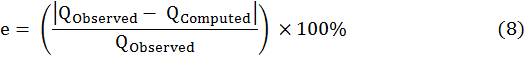 e = (|Q_Observed − Q_Computed| / Q_Observed) × 100% (8)